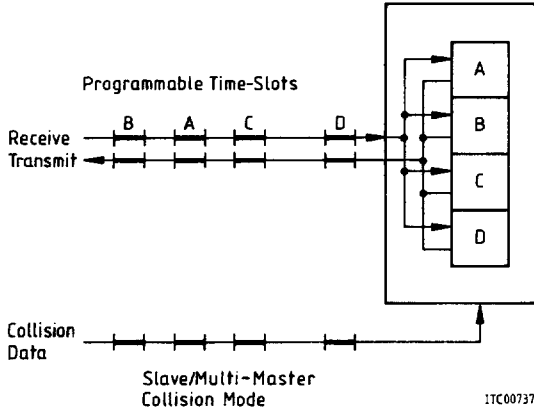 Programmable Time-Slots
B A C D
Receive
Transmit
A
B
C
D
Collision
Data
Slave/Multi-Master
Collision Mode
ITC00737